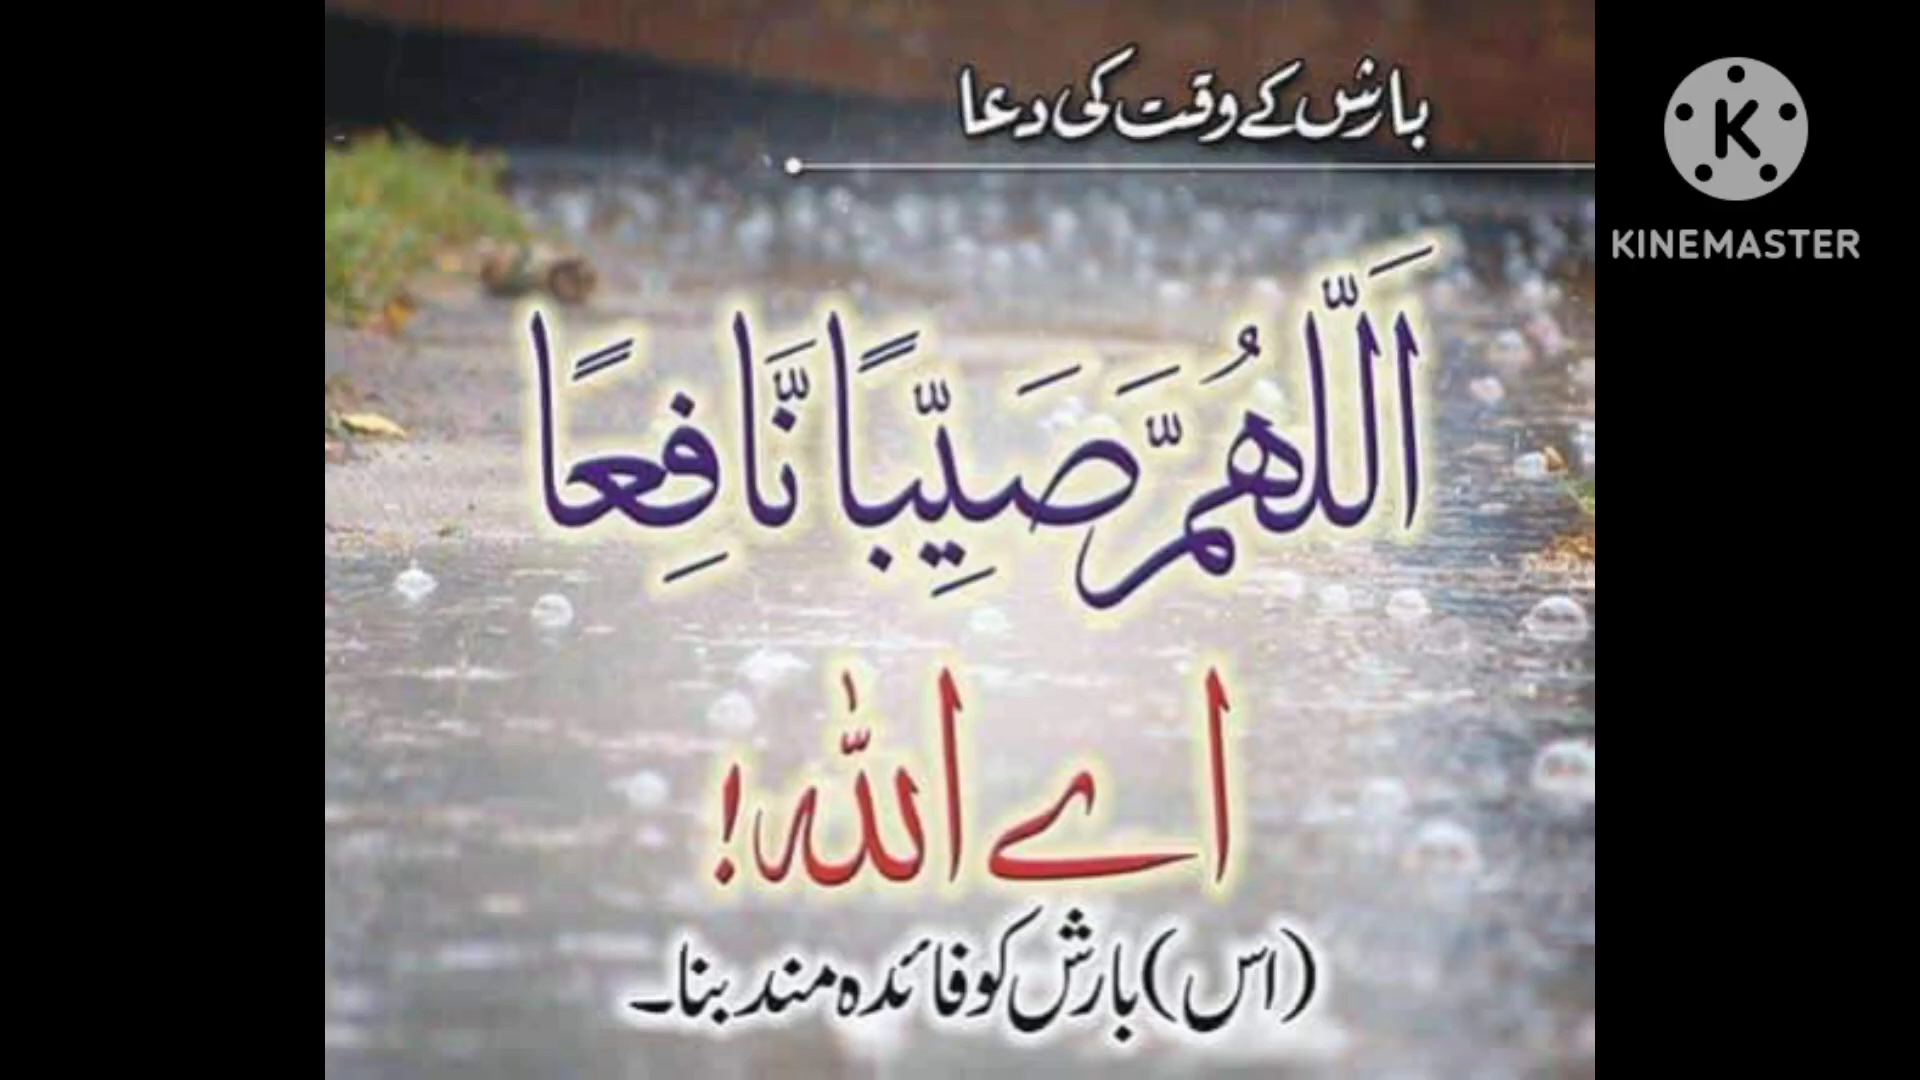 بارش کے وقت کی دعا
اَللّٰهُمَّ صَيِّبًا نَّافِعًا
اے اللہ!
(اس) بارش کو فائدہ مند بنا۔
K
KINEMASTER